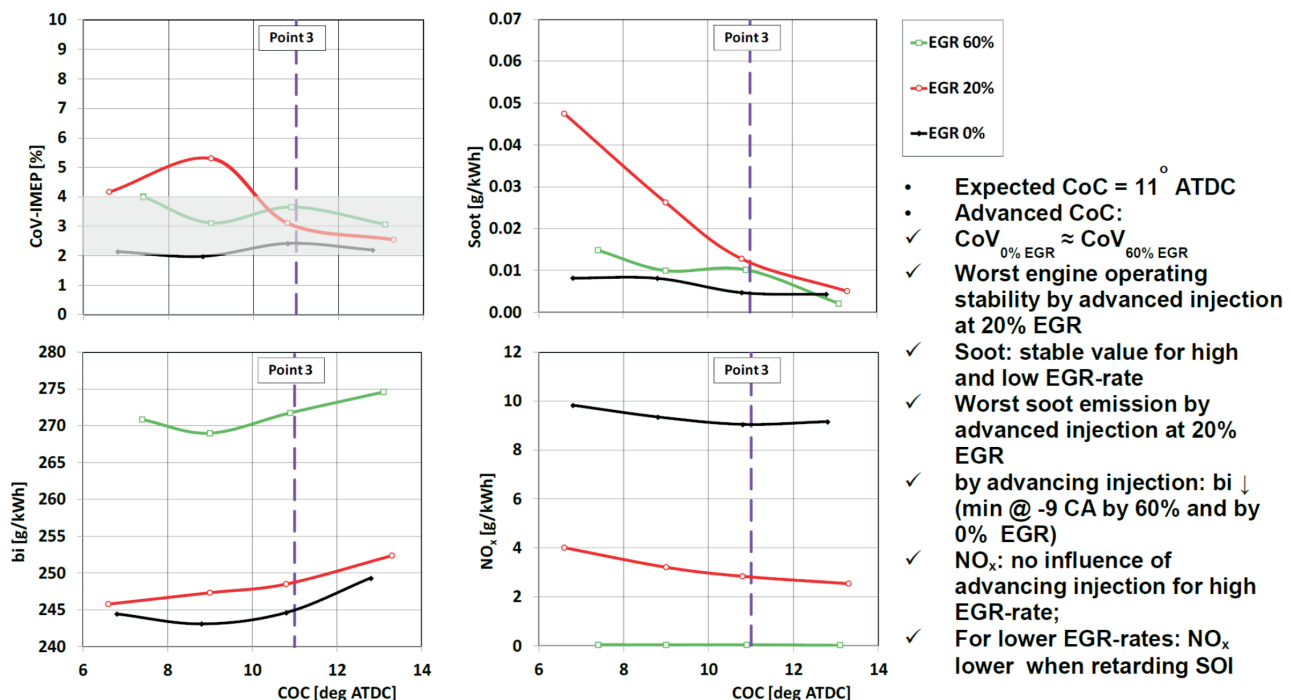 10
9
8
7
6
5
4
3
2
1
0
CoV-IMEP [%]
Point 3
0.07
0.06
0.05
0.04
0.03
0.02
0.01
0.00
Soot [g/kWh]
6 8 10 12 14
Point 3
EGR 60%
EGR 20%
EGR 0%
280
275
270
265
260
255
250
245
240
bi [g/kWh]
6 8 10 12 14
COC [deg ATDC]
Point 3
12
10
8
6
4
2
0
NOx [g/kWh]
6 8 10 12 14
COC [deg ATDC]
Point 3
• Expected CoC = 11° ATDC
• Advanced CoC:
✓ CoV0% EGR ≈ CoV60% EGR
✓ Worst engine operating
stability by advanced injection
at 20% EGR
✓ Soot: stable value for high
and low EGR-rate
✓ Worst soot emission by
advanced injection at 20%
EGR
✓ by advancing injection: bi ↓
(min @ -9 CA by 60% and by
0% EGR)
✓ NOx: no influence of
advancing injection for high
EGR-rate;
✓ For lower EGR-rates: NOx
lower when retarding SOI